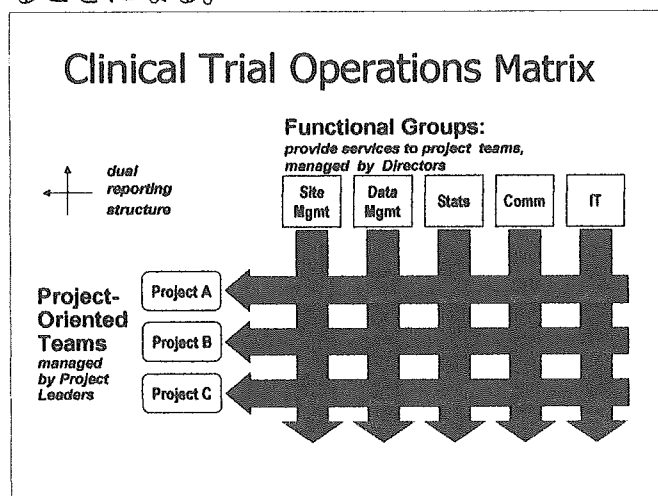 Clinical Trial Operations Matrix
Functional Groups:
provide services to project teams,
managed by Directors
dual
reporting
structure
Site
Mgmt
Data
Mgmt
Stats
Comm
IT
Project-
Oriented
Teams
managed
by Project
Leaders
Project A
Project B
Project C